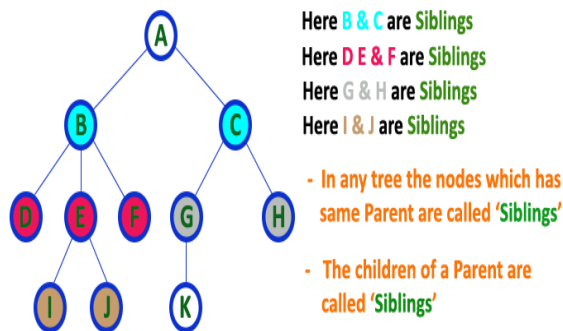 A
Here B & C are Siblings
Here D E & F are Siblings
Here G & H are Siblings
B
C
Here I & J are Siblings
- In any tree the nodes which has
same Parent are called ‘Siblings’
D
E
F
G
H
- The children of a Parent are
called ‘Siblings’
I
J
K